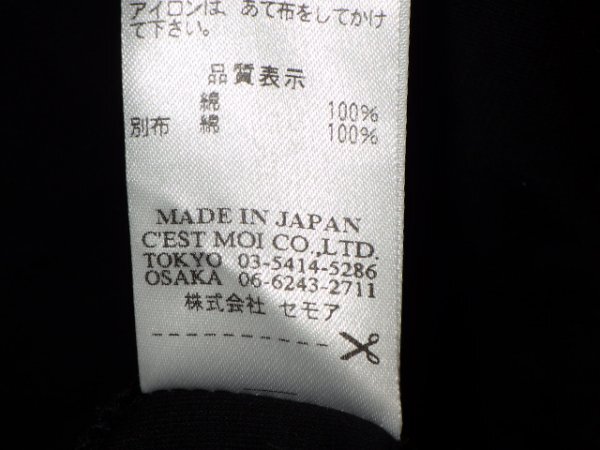 アイロンは、あて布をしてかけ
て下さい。
品質表示
綿 100%
別布 綿 100%
MADE IN JAPAN
C'EST MOI CO.,LTD.
TOKYO 03-5414-5286
OSAKA 06-6243-2711
株式会社 セモア